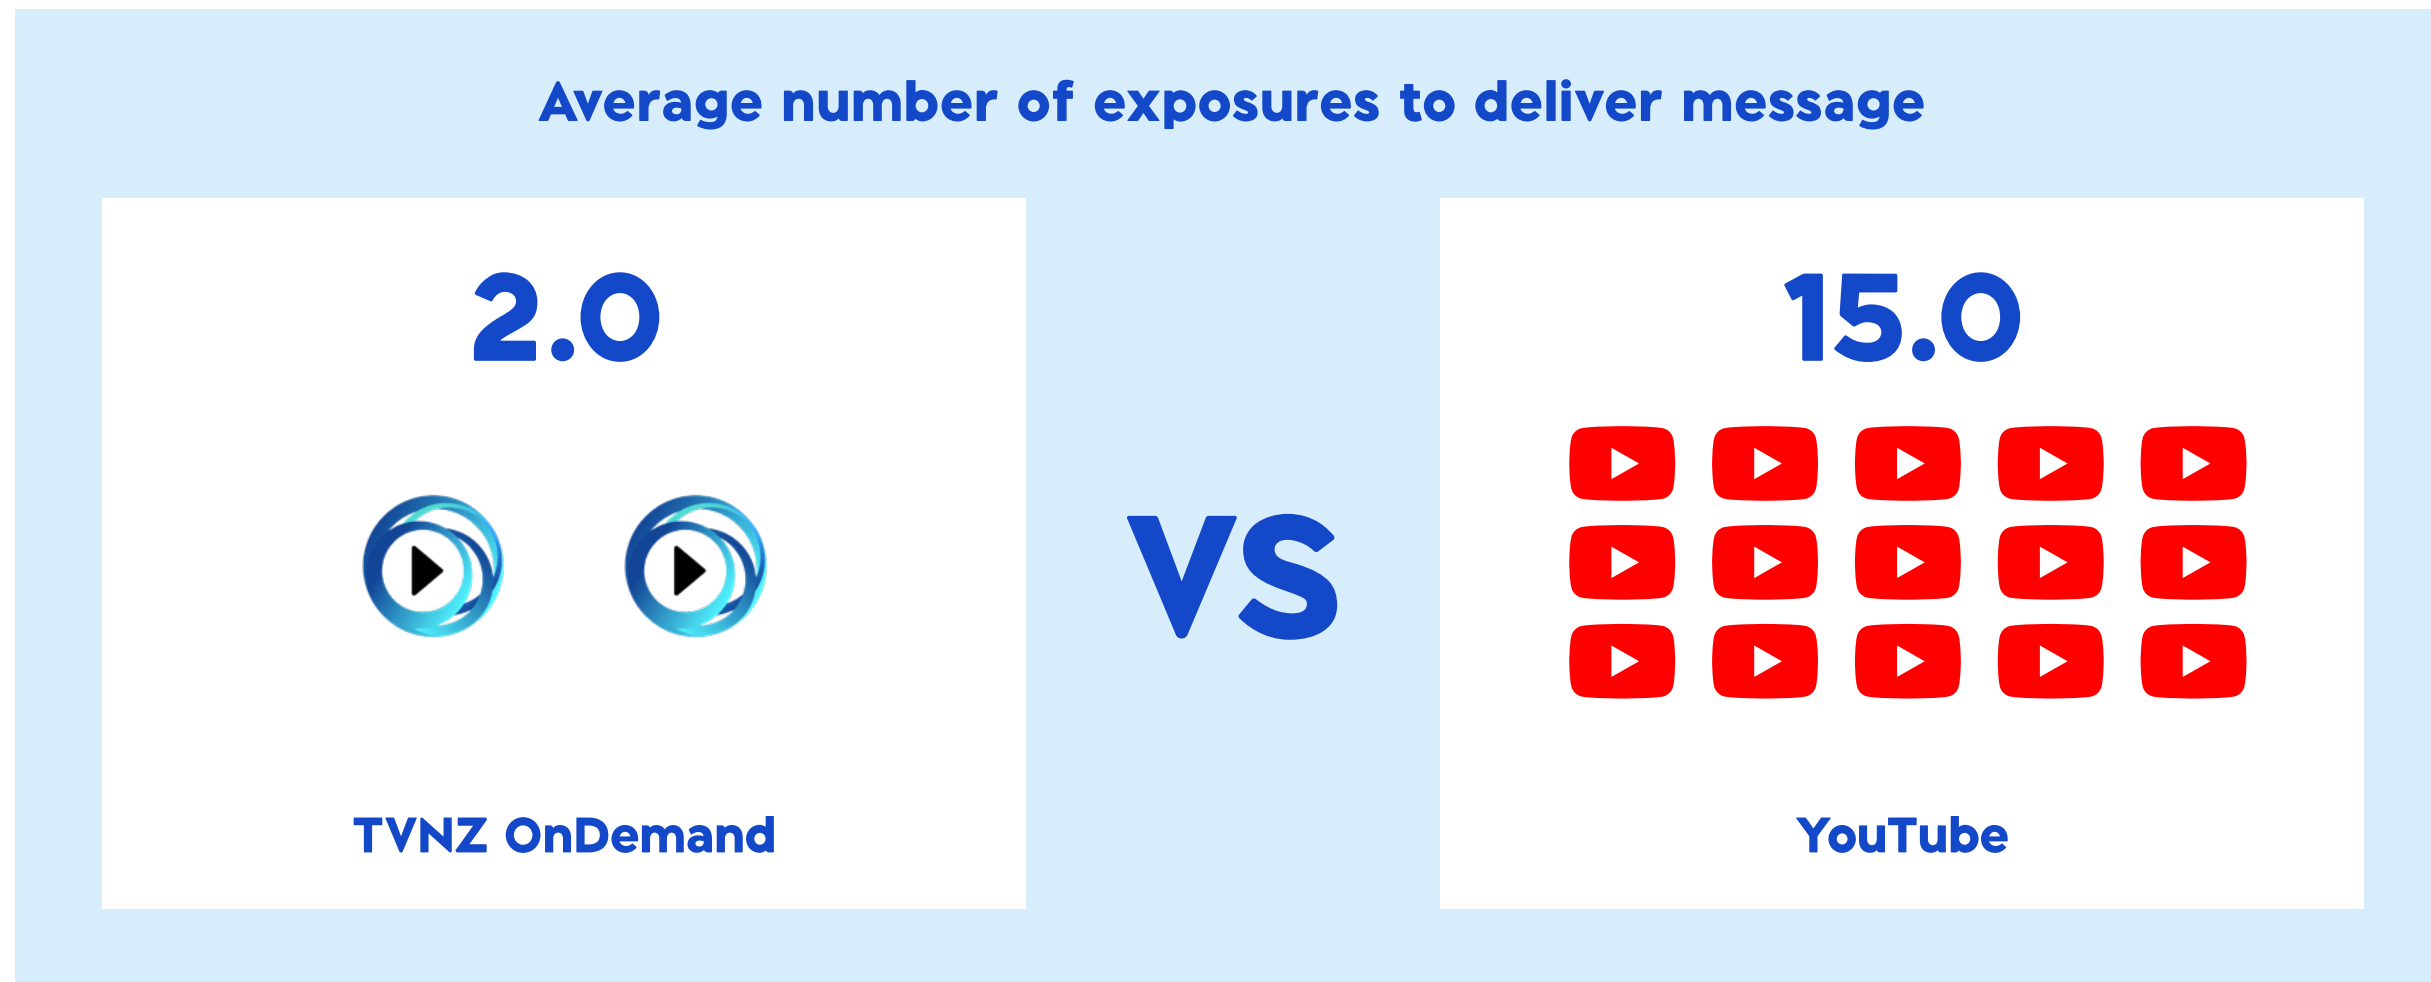 Average number of exposures to deliver message
2.0
15.0
VS
TVNZ OnDemand
YouTube